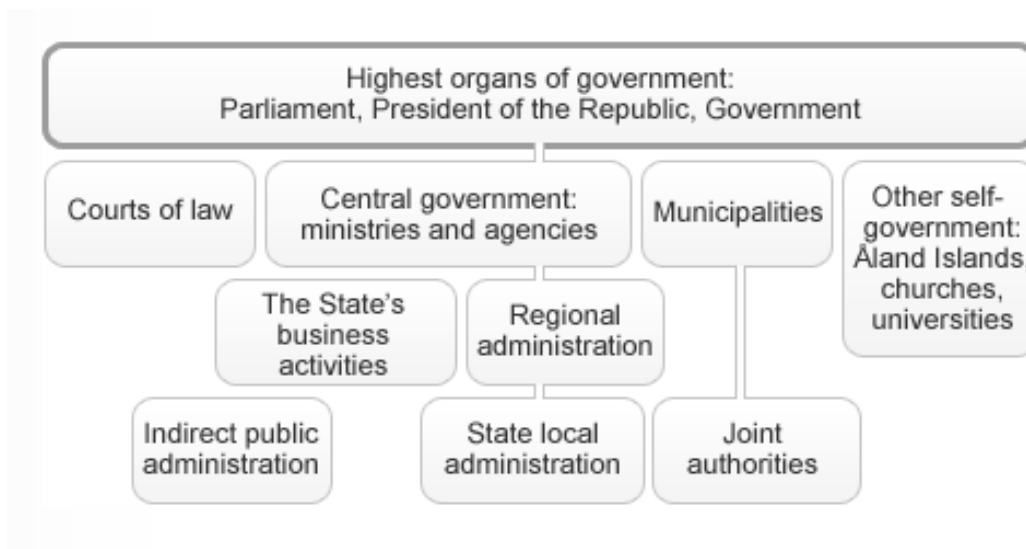 Highest organs of government:
Parliament, President of the Republic, Government
Courts of law
Central government:
ministries and agencies
Municipalities
Other self-
government:
Åland Islands,
churches,
universities
The State's
business
activities
Regional
administration
Indirect public
administration
State local
administration
Joint
authorities